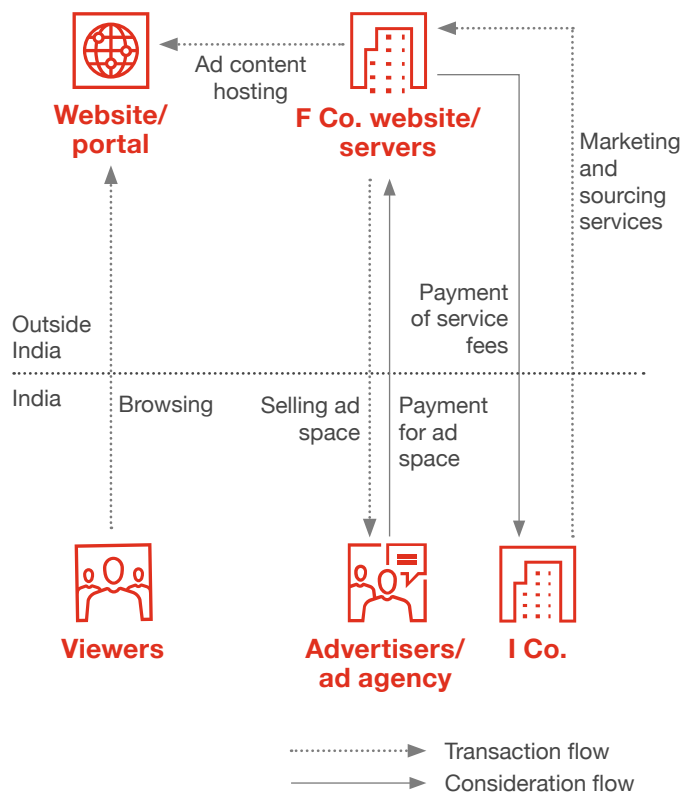 Ad content
hosting
Website/
portal
F Co. website/
servers
Marketing
and
sourcing
services
Payment
of service
fees
Outside
India
India
Browsing
Selling ad
space
Payment
for ad
space
Viewers
Advertisers/
ad agency
I Co.
Transaction flow
Consideration flow